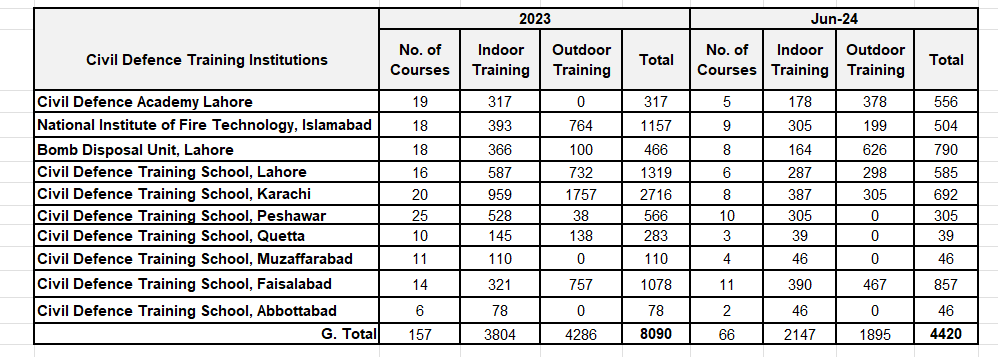 2023 Jun-24
Civil Defence Training Institutions No. of Courses Indoor Training Outdoor Training Total No. of Courses Indoor Training Outdoor Training Total
Civil Defence Academy Lahore 19 317 0 317 5 178 378 556
National Institute of Fire Technology, Islamabad 18 393 764 1157 9 305 199 504
Bomb Disposal Unit, Lahore 18 366 100 466 8 164 626 790
Civil Defence Training School, Lahore 16 587 732 1319 6 287 298 585
Civil Defence Training School, Karachi 20 959 1757 2716 8 387 305 692
Civil Defence Training School, Peshawar 25 528 38 566 10 305 0 305
Civil Defence Training School, Quetta 10 145 138 283 3 39 0 39
Civil Defence Training School, Muzaffarabad 11 110 0 110 4 46 0 46
Civil Defence Training School, Faisalabad 14 321 757 1078 11 390 467 857
Civil Defence Training School, Abbottabad 6 78 0 78 2 46 0 46
G. Total 157 3804 4286 8090 66 2147 1895 4420